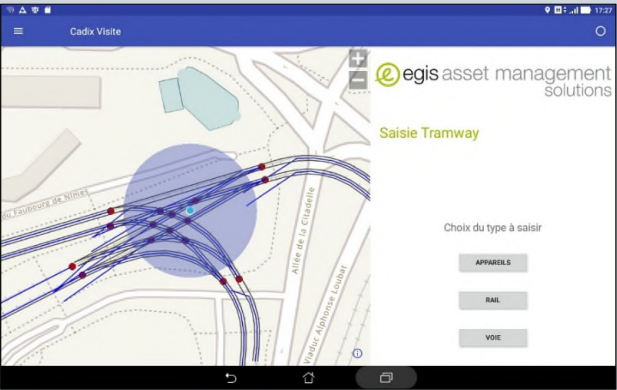 17:27
Cadix Visite
+
−
egis asset management
solutions
Saisie Tramway
du Faubourg de Nîmes
Allée de la Citadelle
Viaduc Alphonse Loubat
Choix du type à saisir
APPAREILS
RAIL
VOIE